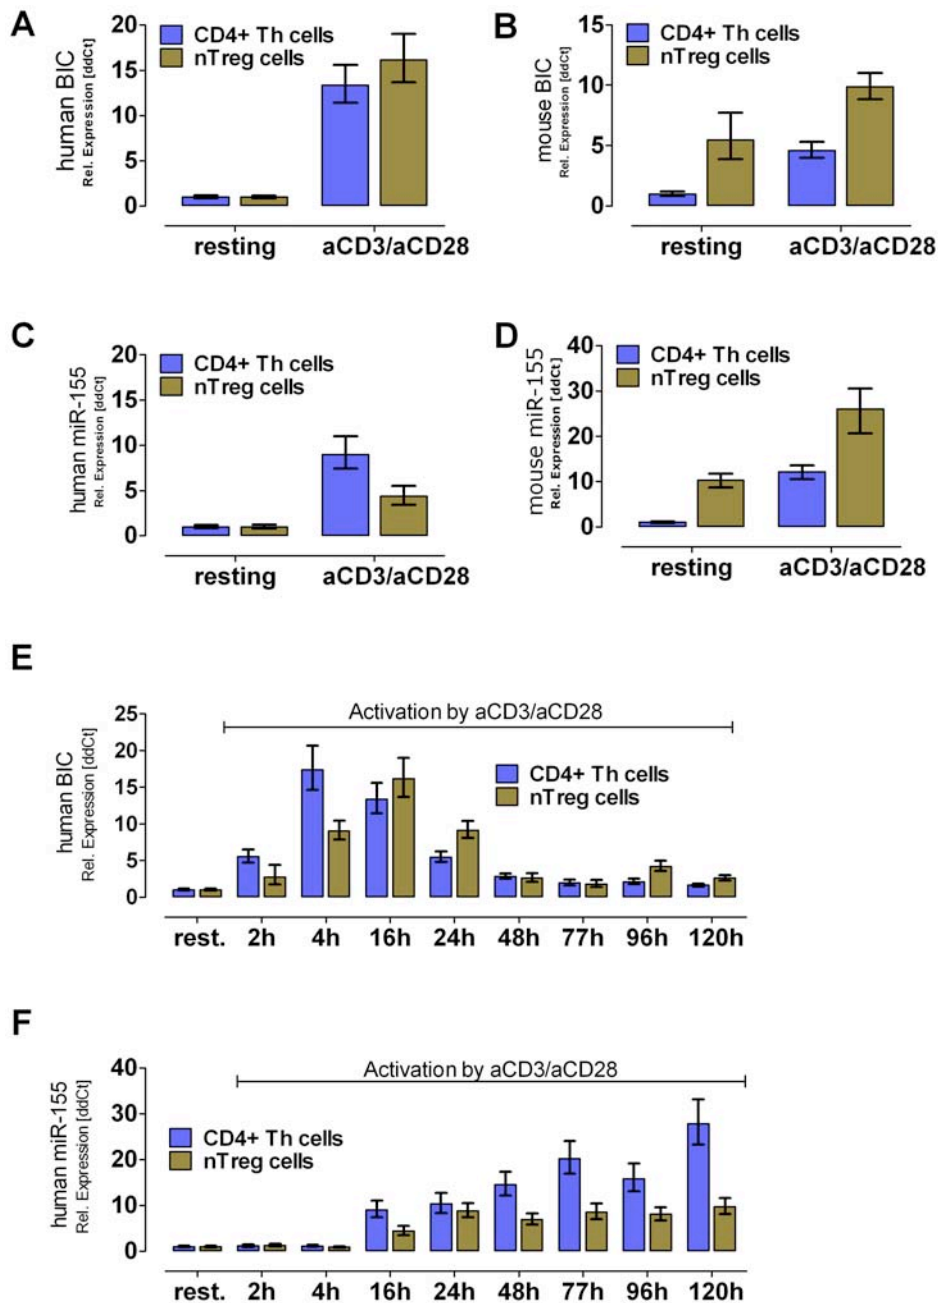 A
human BIC
Rel. Expression [ddCt]
20
15
10
5
0
CD4+ Th cells
nTreg cells
resting
aCD3/aCD28
B
mouse BIC
Rel. Expression [ddCt]
15
10
5
0
CD4+ Th cells
nTreg cells
resting
aCD3/aCD28
C
human miR-155
Rel. Expression [ddCt]
20
15
10
5
0
CD4+ Th cells
nTreg cells
resting
aCD3/aCD28
D
mouse miR-155
Rel. Expression [ddCt]
40
30
20
10
0
CD4+ Th cells
nTreg cells
resting
aCD3/aCD28
E
human BIC
Rel. Expression [ddCt]
25
20
15
10
5
0
Activation by aCD3/aCD28
CD4+ Th cells
nTreg cells
rest. 2h 4h 16h 24h 48h 77h 96h 120h
F
human miR-155
Rel. Expression [ddCt]
40
30
20
10
0
Activation by aCD3/aCD28
CD4+ Th cells
nTreg cells
rest. 2h 4h 16h 24h 48h 77h 96h 120h